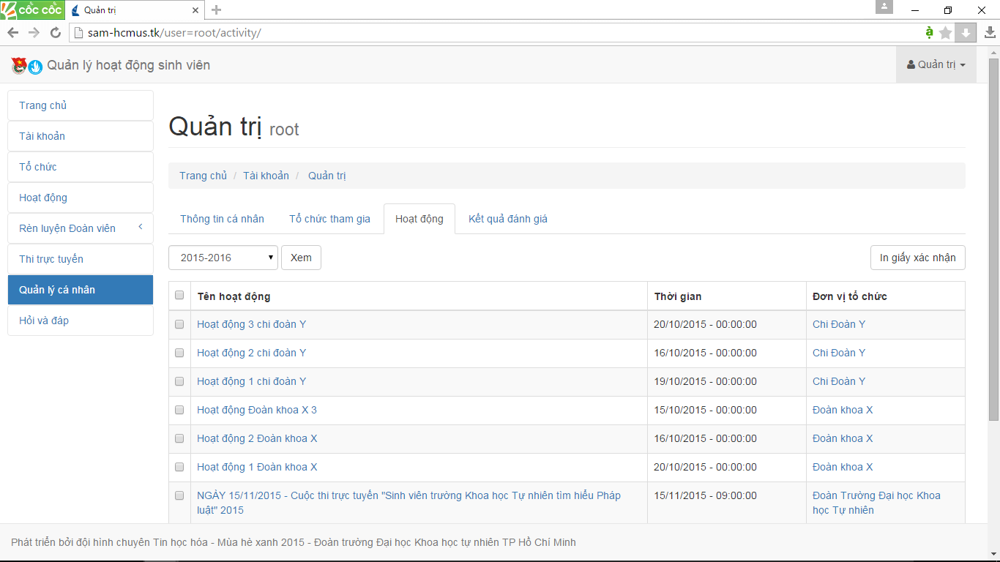 cốc cốc
Quản trị
sam-hcmus.tk/user=root/activity/
Quản lý hoạt động sinh viên
Quản trị
Trang chủ
Tài khoản
Tổ chức
Hoạt động
Rèn luyện Đoàn viên
Thi trực tuyến
Quản lý cá nhân
Hỏi và đáp
Quản trị root
Trang chủ / Tài khoản / Quản trị
Thông tin cá nhân Tổ chức tham gia Hoạt động Kết quả đánh giá
2015-2016 Xem In giấy xác nhận
Tên hoạt động Thời gian Đơn vị tổ chức
Hoạt động 3 chi đoàn Y 20/10/2015 - 00:00:00 Chi Đoàn Y
Hoạt động 2 chi đoàn Y 16/10/2015 - 00:00:00 Chi Đoàn Y
Hoạt động 1 chi đoàn Y 19/10/2015 - 00:00:00 Chi Đoàn Y
Hoạt động Đoàn khoa X 3 15/10/2015 - 00:00:00 Đoàn khoa X
Hoạt động 2 Đoàn khoa X 16/10/2015 - 00:00:00 Đoàn khoa X
Hoạt động 1 Đoàn khoa X 20/10/2015 - 00:00:00 Đoàn khoa X
NGÀY 15/11/2015 - Cuộc thi trực tuyến "Sinh viên trường Khoa học Tự nhiên tìm hiểu Pháp
luật" 2015
15/11/2015 - 09:00:00
Đoàn Trường Đại học Khoa
học Tự nhiên
Phát triển bởi đội hình chuyên Tin học hóa - Mùa hè xanh 2015 - Đoàn trường Đại học Khoa học tự nhiên TP Hồ Chí Minh